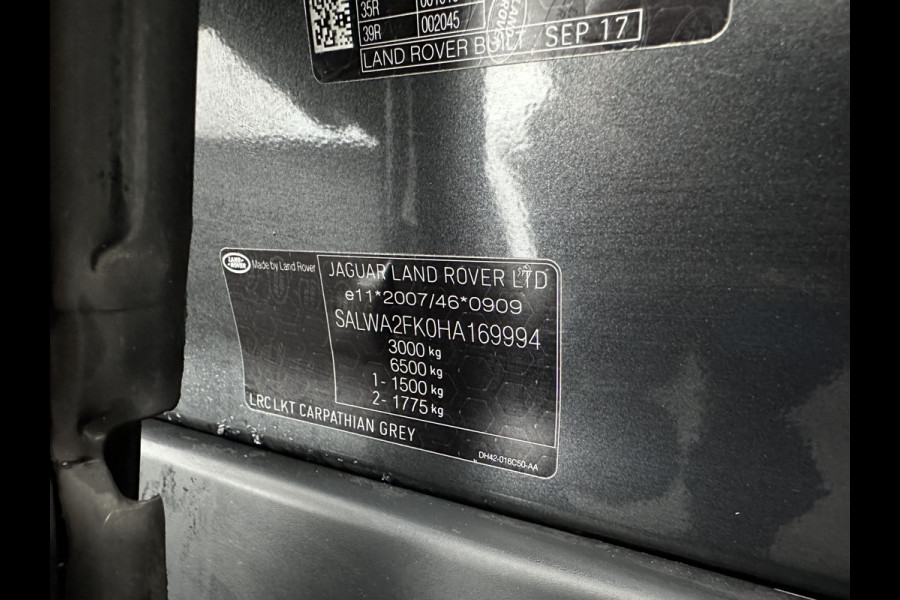 35R
39R 002045
LAND ROVER BUILT SEP 17
LAND-ROVER
Made by Land Rover
JAGUAR LAND ROVER LTD
e11*2007/46*0909
SALWA2FK0HA169994
3000 kg
6500 kg
1- 1500 kg
2- 1775 kg
LRC LKT CARPATHIAN GREY
DH42-016C50-AA